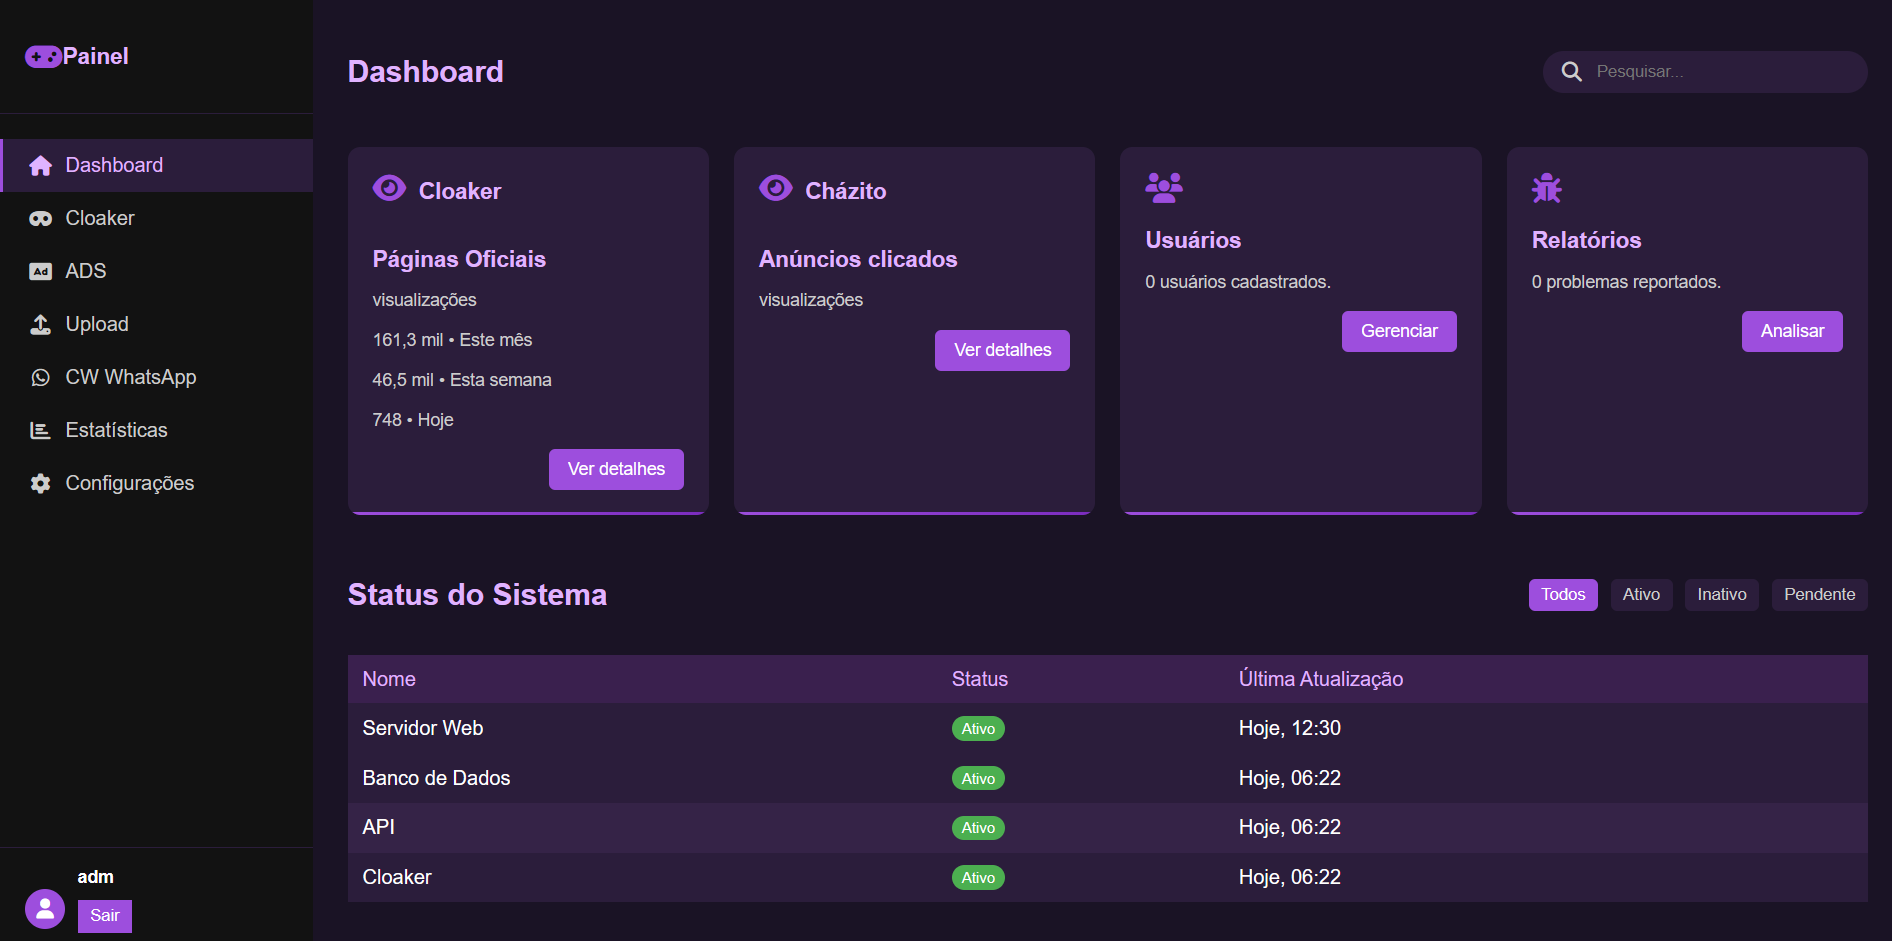 Painel
Dashboard
Cloaker
ADS
Upload
CW WhatsApp
Estatísticas
Configurações
adm
Sair
Dashboard
Pesquisar...
Cloaker
Páginas Oficiais
visualizações
161,3 mil • Este mês
46,5 mil • Esta semana
748 • Hoje
Ver detalhes
Cházito
Anúncios clicados
visualizações
Ver detalhes
Usuários
0 usuários cadastrados.
Gerenciar
Relatórios
0 problemas reportados.
Analisar
Status do Sistema
Todos Ativo Inativo Pendente
Nome Status Última Atualização
Servidor Web Ativo Hoje, 12:30
Banco de Dados Ativo Hoje, 06:22
API Ativo Hoje, 06:22
Cloaker Ativo Hoje, 06:22